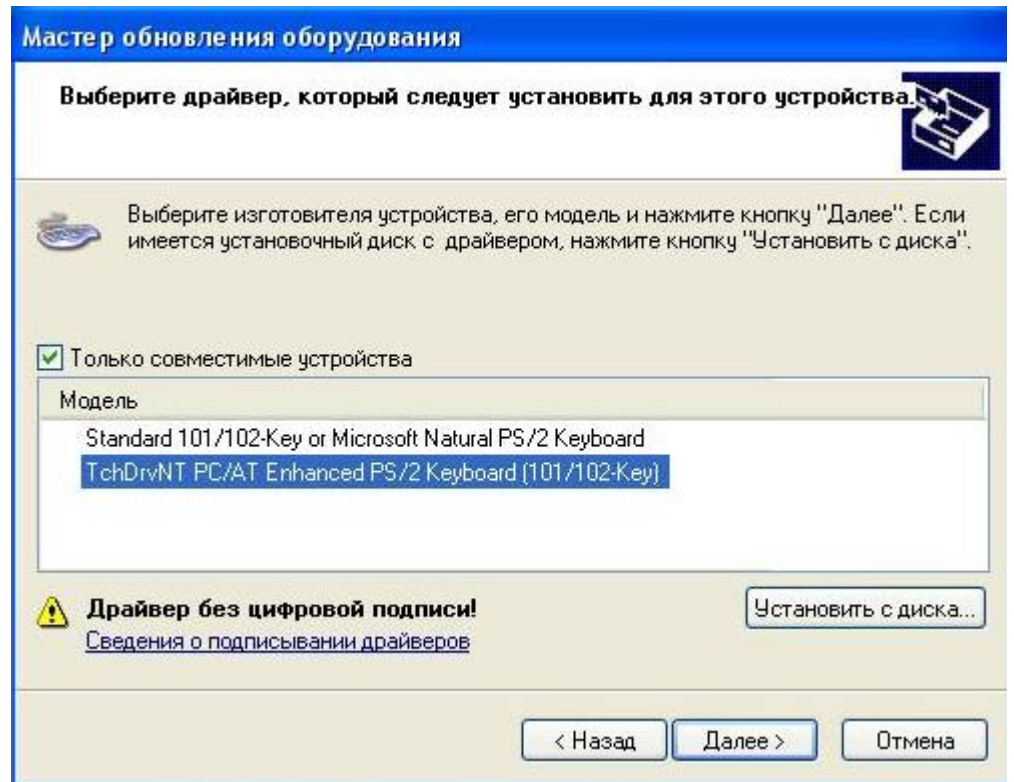 Мастер обновления оборудования
Выберите драйвер, который следует установить для этого устройства.
Выберите изготовителя устройства, его модель и нажмите кнопку "Далее". Если
имеется установочный диск с драйвером, нажмите кнопку "Установить с диска".
Только совместимые устройства
Модель
Standard 101/102-Key or Microsoft Natural PS/2 Keyboard
TchDrvNT PC/AT Enhanced PS/2 Keyboard (101/102-Key)
Драйвер без цифровой подписи!
Установить с диска...
Сведения о подписывании драйверов
< Назад
Далее >
Отмена